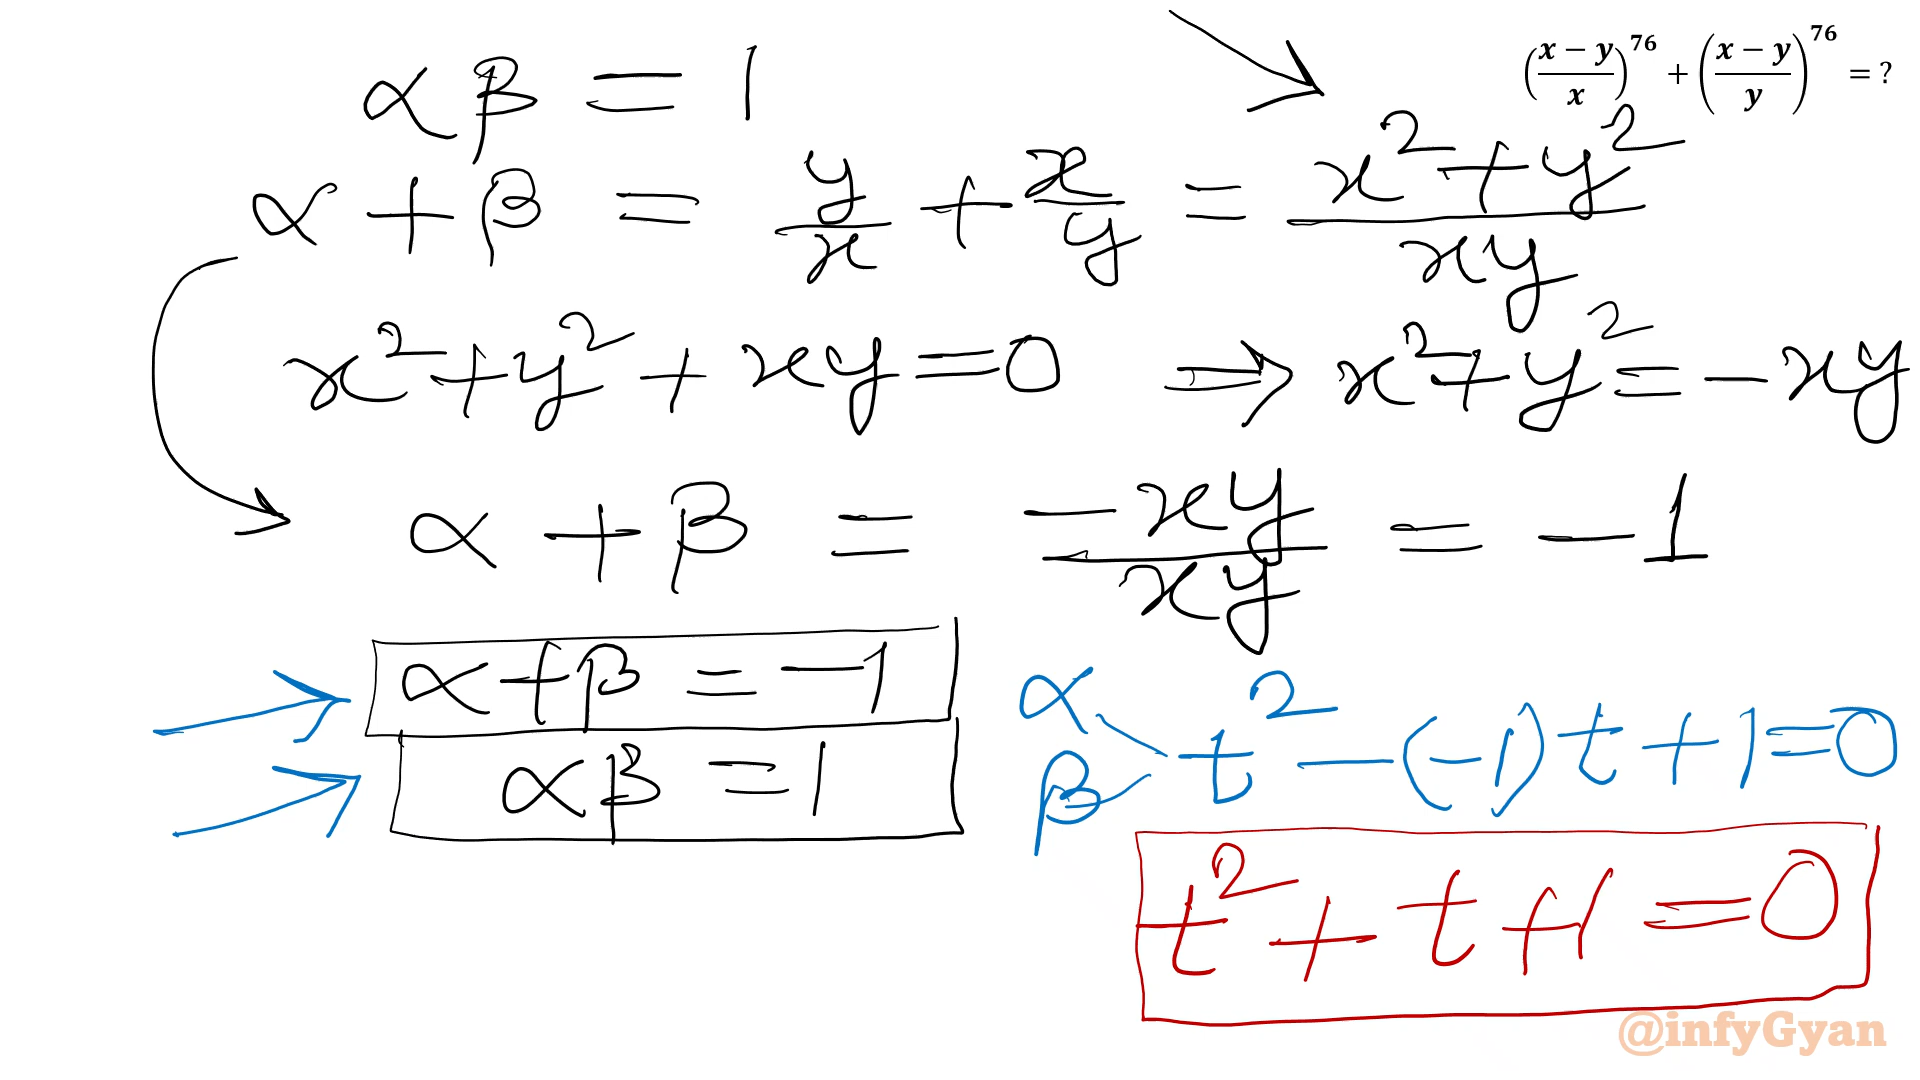 (x − y / x)^76 + (x − y / y)^76 = ?
αβ = 1
α + β = y/x + x/y = x² + y² / xy
x² + y² + xy = 0 ⇒ x² + y² = − xy
α + β = − xy / xy = − 1
α + β = − 1
αβ = 1
α
β
t² − (−1) t + 1 = 0
t² + t + 1 = 0
@infyGyan